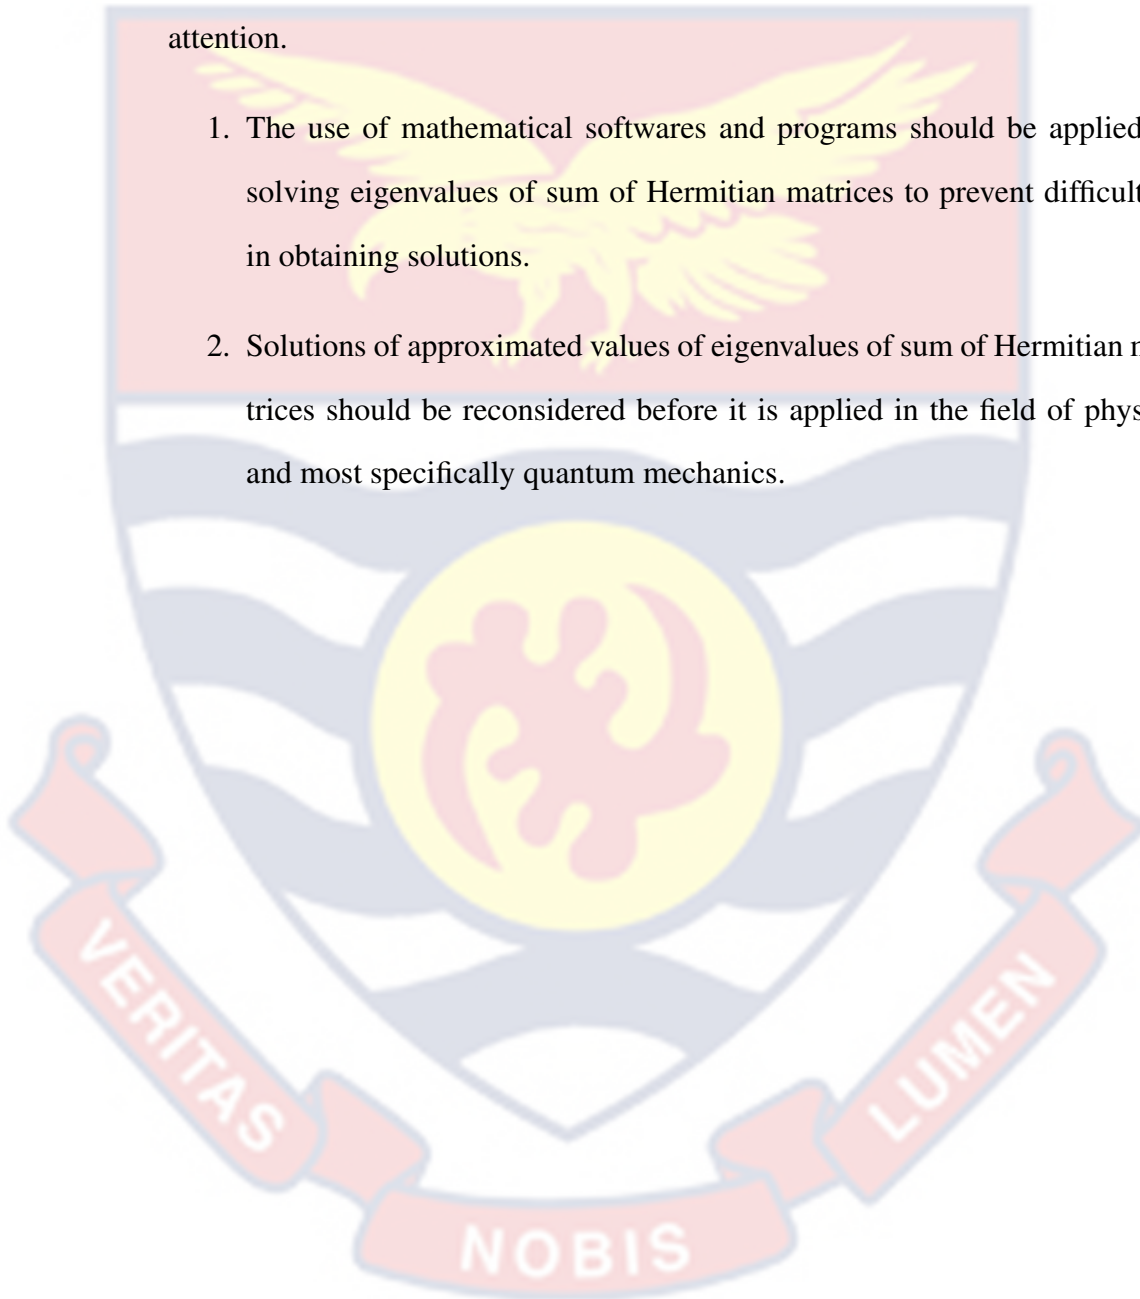 attention.
1. The use of mathematical softwares and programs should be applied
solving eigenvalues of sum of Hermitian matrices to prevent difficult
in obtaining solutions.
2. Solutions of approximated values of eigenvalues of sum of Hermitian
trices should be reconsidered before it is applied in the field of phys
and most specifically quantum mechanics.
VERITAS
NOBIS
LUMEN